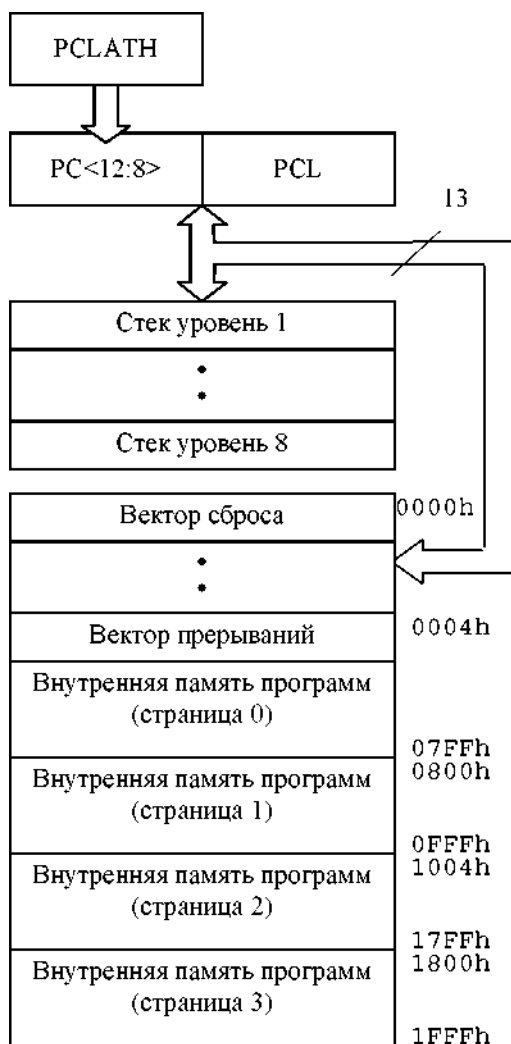 PCLATH
PC<12:8>
PCL
13
Стек уровень 1
Стек уровень 8
Вектор сброса
0000h
Вектор прерываний
0004h
Внутренняя память программ
(страница 0)
07FFh
0800h
Внутренняя память программ
(страница 1)
0FFFh
1004h
Внутренняя память программ
(страница 2)
17FFh
1800h
Внутренняя память программ
(страница 3)
1FFFh